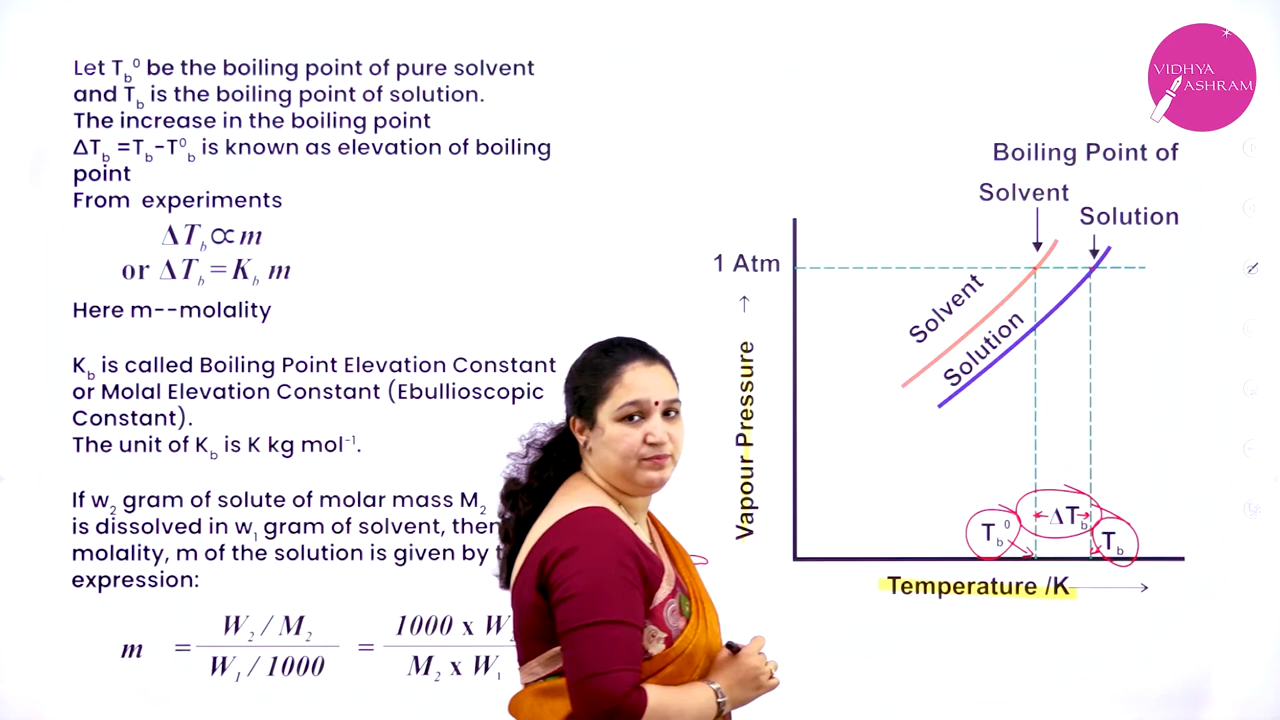 VIDHYA
ASHRAM
Let T_b^0 be the boiling point of pure solvent
and T_b is the boiling point of solution.
The increase in the boiling point
ΔT_b =T_b-T^0_b is known as elevation of boiling
point
From experiments
ΔT_b ∝ m
or ΔT_b = K_b m
Here m--molality
K_b is called Boiling Point Elevation Constant
or Molal Elevation Constant (Ebullioscopic
Constant).
The unit of K_b is K kg mol^-1.
If w_2 gram of solute of molar mass M_2
is dissolved in w_1 gram of solvent, then
molality, m of the solution is given by
expression:
m = W_2 / M_2 / W_1 / 1000 = 1000 x W / M_2 x W_1
Boiling Point of
Solvent
Solution
1 Atm
Solvent
Solution
Vapour Pressure
T_b^0
ΔT_b
T_b
Temperature /K